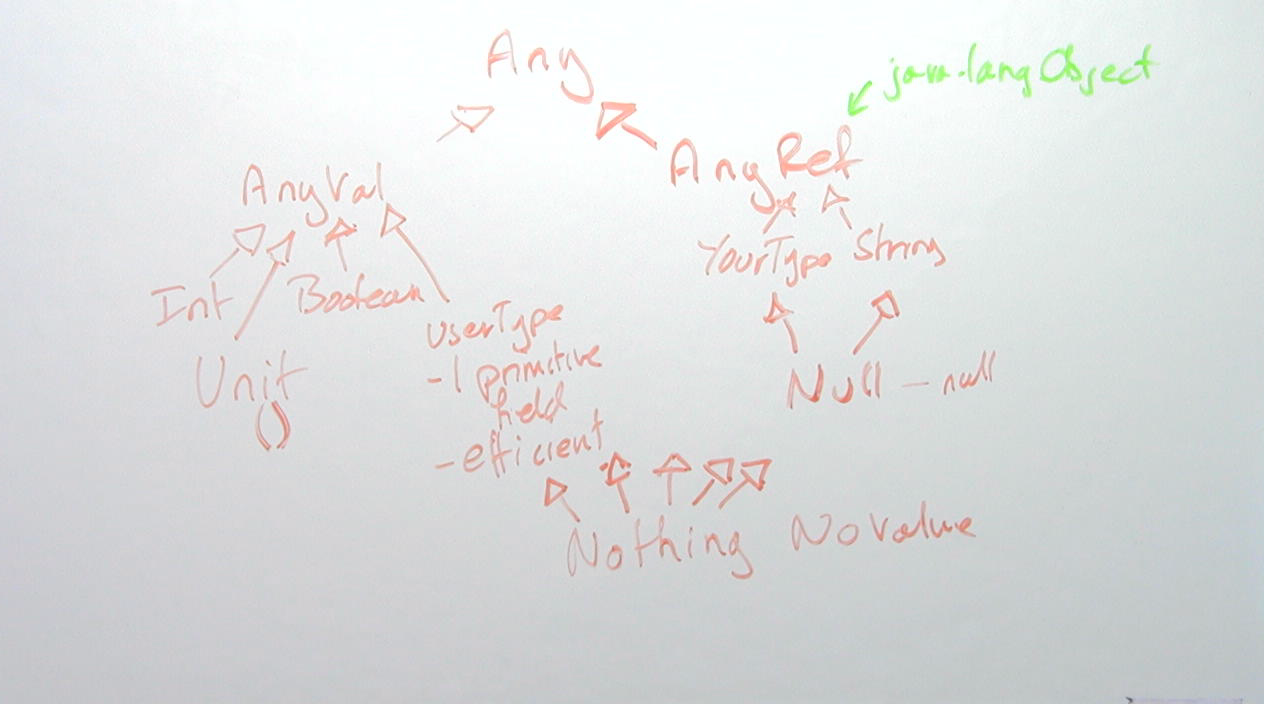 Any
java.lang Object
AnyVal
AnyRef
YourType String
Int
Boolean
UserType
- 1 primitive
field
- efficient
Unit
()
Null - null
Nothing No Value